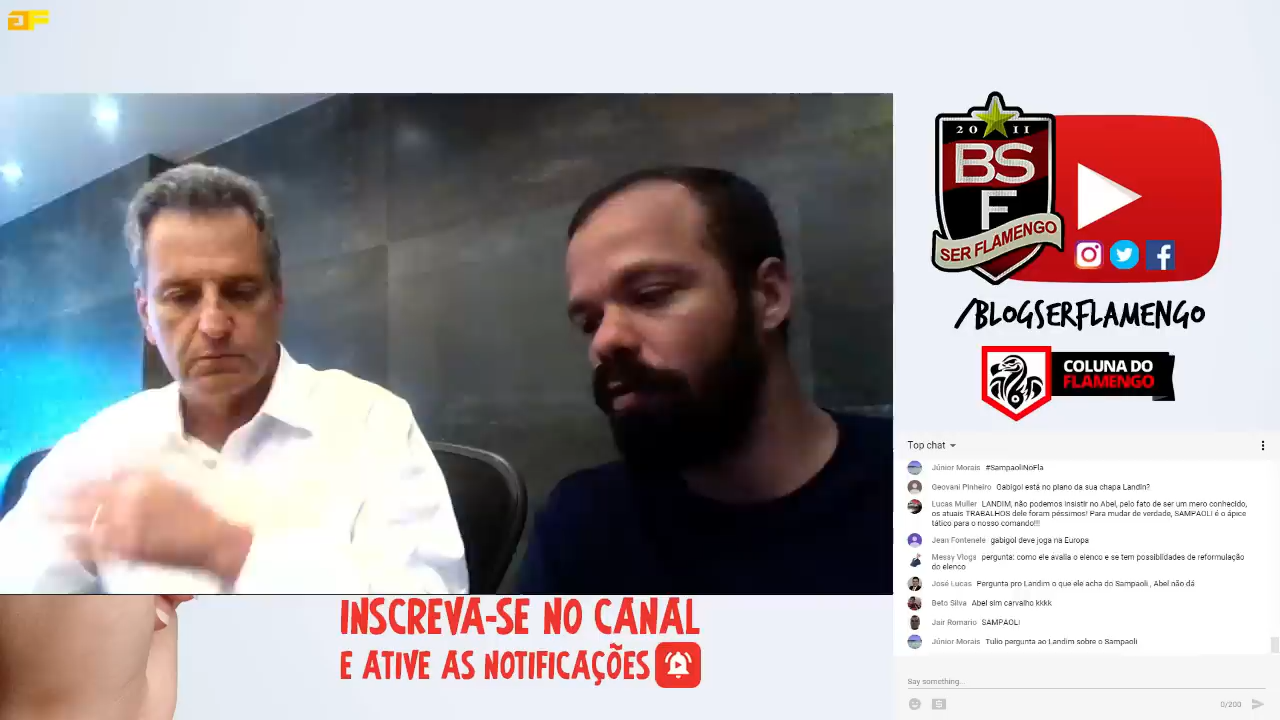 GF
2011
BS
F
SER FLAMENGO
/BLOGSERFLAMENGO
COLUNA DO
FLAMENGO
Top chat
Júnior Morais #SampaoliNoFla
Geovani Pinheiro Gabigol está no plano da sua chapa Landin?
Lucas Muller LANDIM, não podemos insistir no Abel, pelo fato de ser um mero conhecido,
os atuais TRABALHOS dele foram péssimos! Para mudar de verdade, SAMPAOLI é o ápice
tático para o nosso comando!!!
Jean Fontenele gabigol deve joga na Europa
Messy Vlogs pergunta: como ele avalia o elenco e se tem possibilidades de reformulação
do elenco
José Lucas Pergunta pro Landim o que ele acha do Sampaoli , Abel não dá
Beto Silva Abel sim carvalho kkkk
Jair Romario SAMPAOLI
Júnior Morais Tulio pergunta ao Landim sobre o Sampaoli
Say something...
0/200
INSCREVA-SE NO CANAL
E ATIVE AS NOTIFICAÇÕES